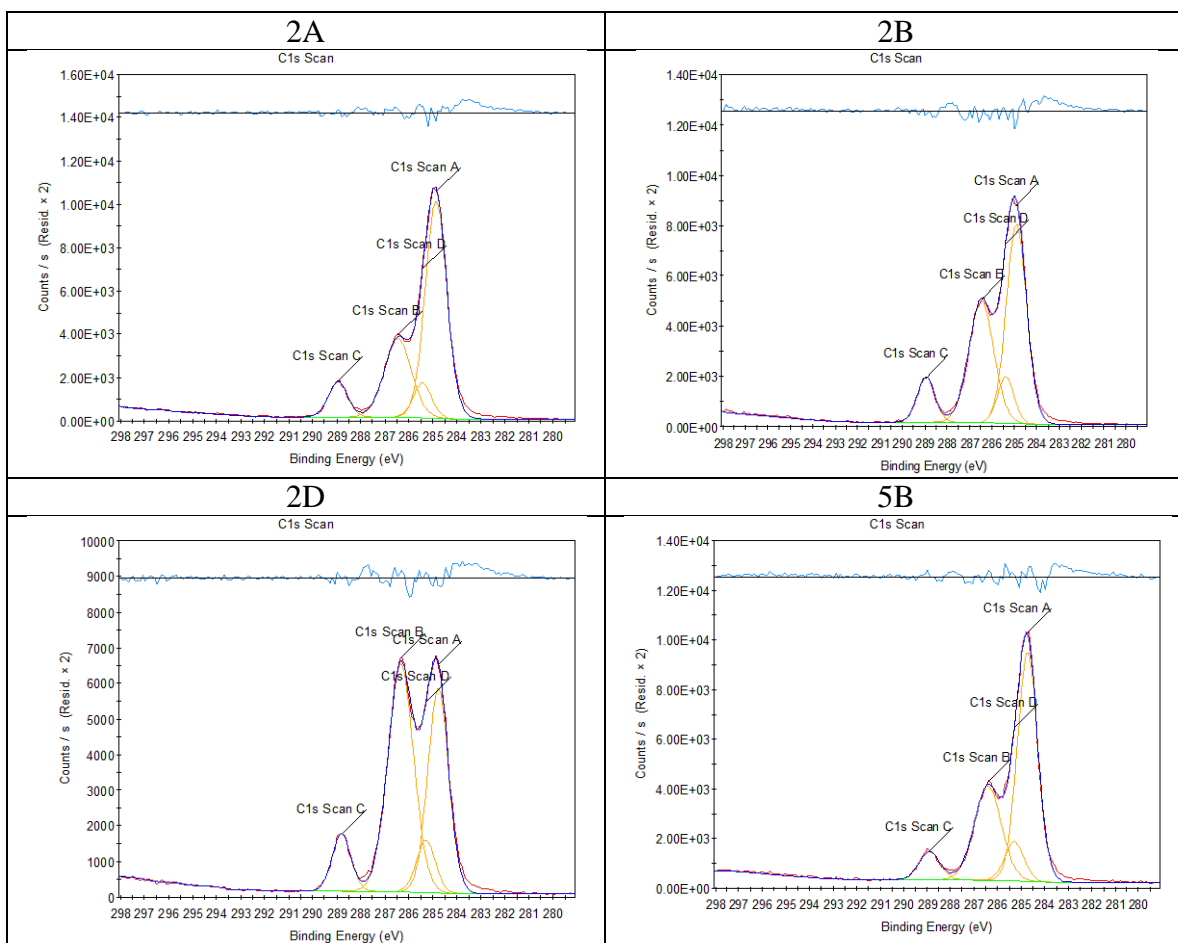 2A
C1s Scan
1.60E+04
1.40E+04
1.20E+04
1.00E+04
8.00E+03
6.00E+03
4.00E+03
2.00E+03
0.00E+00
Counts / s (Resid. × 2)
C1s Scan A
C1s Scan D
C1s Scan B
C1s Scan C
298 297 296 295 294 293 292 291 290 289 288 287 286 285 284 283 282 281 280
Binding Energy (eV)
2B
C1s Scan
1.40E+04
1.20E+04
1.00E+04
8.00E+03
6.00E+03
4.00E+03
2.00E+03
0.00E+00
Counts / s (Resid. × 2)
C1s Scan A
C1s Scan D
C1s Scan B
C1s Scan C
298 297 296 295 294 293 292 291 290 289 288 287 286 285 284 283 282 281 280
Binding Energy (eV)
2D
C1s Scan
10000
9000
8000
7000
6000
5000
4000
3000
2000
1000
0
Counts / s (Resid. × 2)
C1s Scan B
C1s Scan A
C1s Scan D
C1s Scan C
298 297 296 295 294 293 292 291 290 289 288 287 286 285 284 283 282 281 280
Binding Energy (eV)
5B
C1s Scan
1.40E+04
1.20E+04
1.00E+04
8.00E+03
6.00E+03
4.00E+03
2.00E+03
0.00E+00
Counts / s (Resid. × 2)
C1s Scan A
C1s Scan D
C1s Scan B
C1s Scan C
298 297 296 295 294 293 292 291 290 289 288 287 286 285 284 283 282 281 280
Binding Energy (eV)